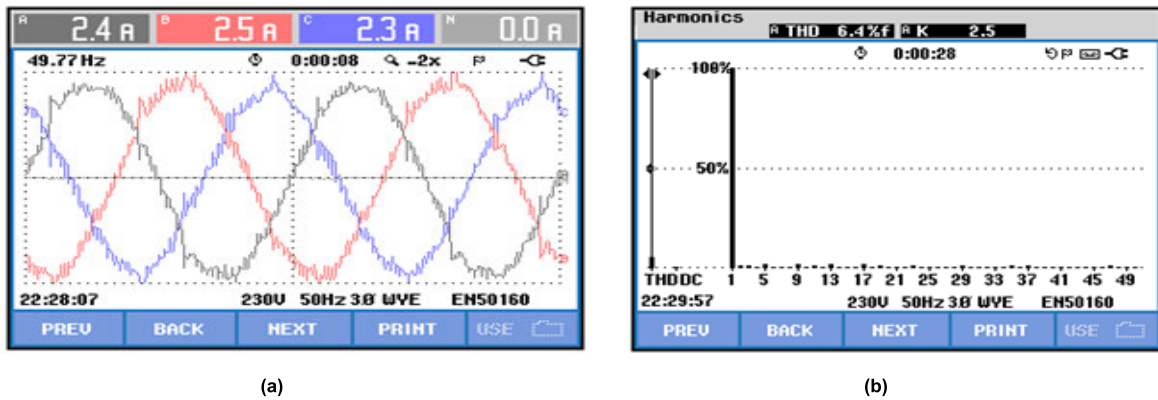 A 2.4 A B 2.5 A C 2.3 A N 0.0 A
49.77 Hz 0:00:08 -2x
C
B
22:28:07 230V 50Hz 3Ø WYE EN50160
PREV BACK NEXT PRINT USE
(a)
Harmonics
A THD 6.4%f A K 2.5
0:00:28
100%
50%
THDDC 1 5 9 13 17 21 25 29 33 37 41 45 49
22:29:57 230V 50Hz 3Ø WYE EN50160
PREV BACK NEXT PRINT USE
(b)